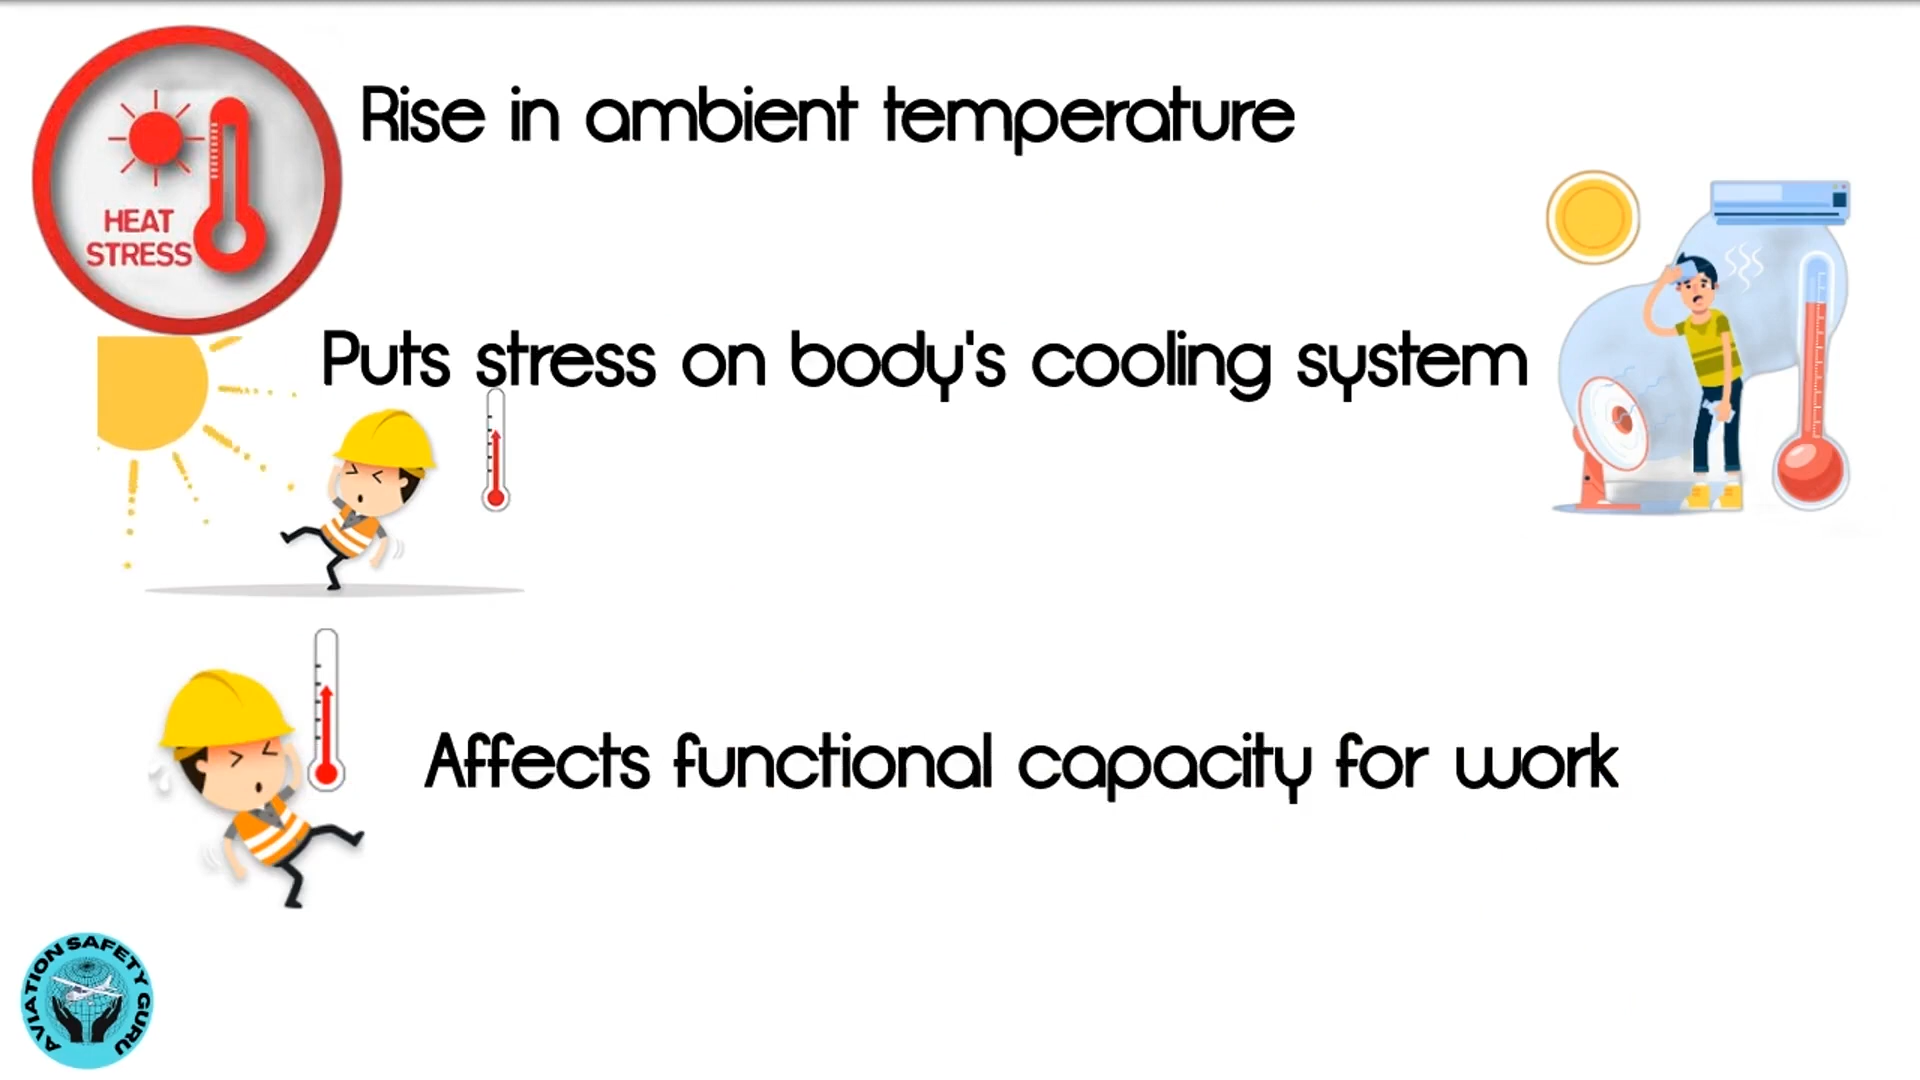 Rise in ambient temperature
HEAT
STRESS
Puts stress on body's cooling system
Affects functional capacity for work
AVIATION SAFETY GURU